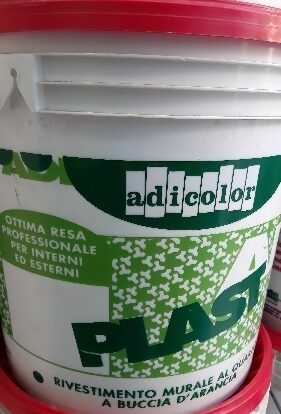 adicolor
OTTIMA RESA
PROFESSIONALE
PER INTERNI
ED ESTERNI
PLAST
RIVESTIMENTO MURALE AL
A BUCCIA D'ARANCIA